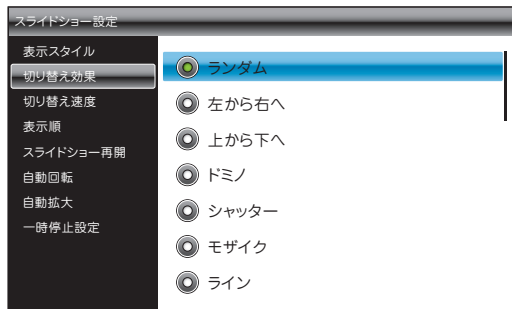 スライドショー設定
表示スタイル
切り替え効果
切り替え速度
表示順
スライドショー再開
自動回転
自動拡大
一時停止設定
ランダム
左から右へ
上から下へ
ドミノ
シャッター
モザイク
ライン